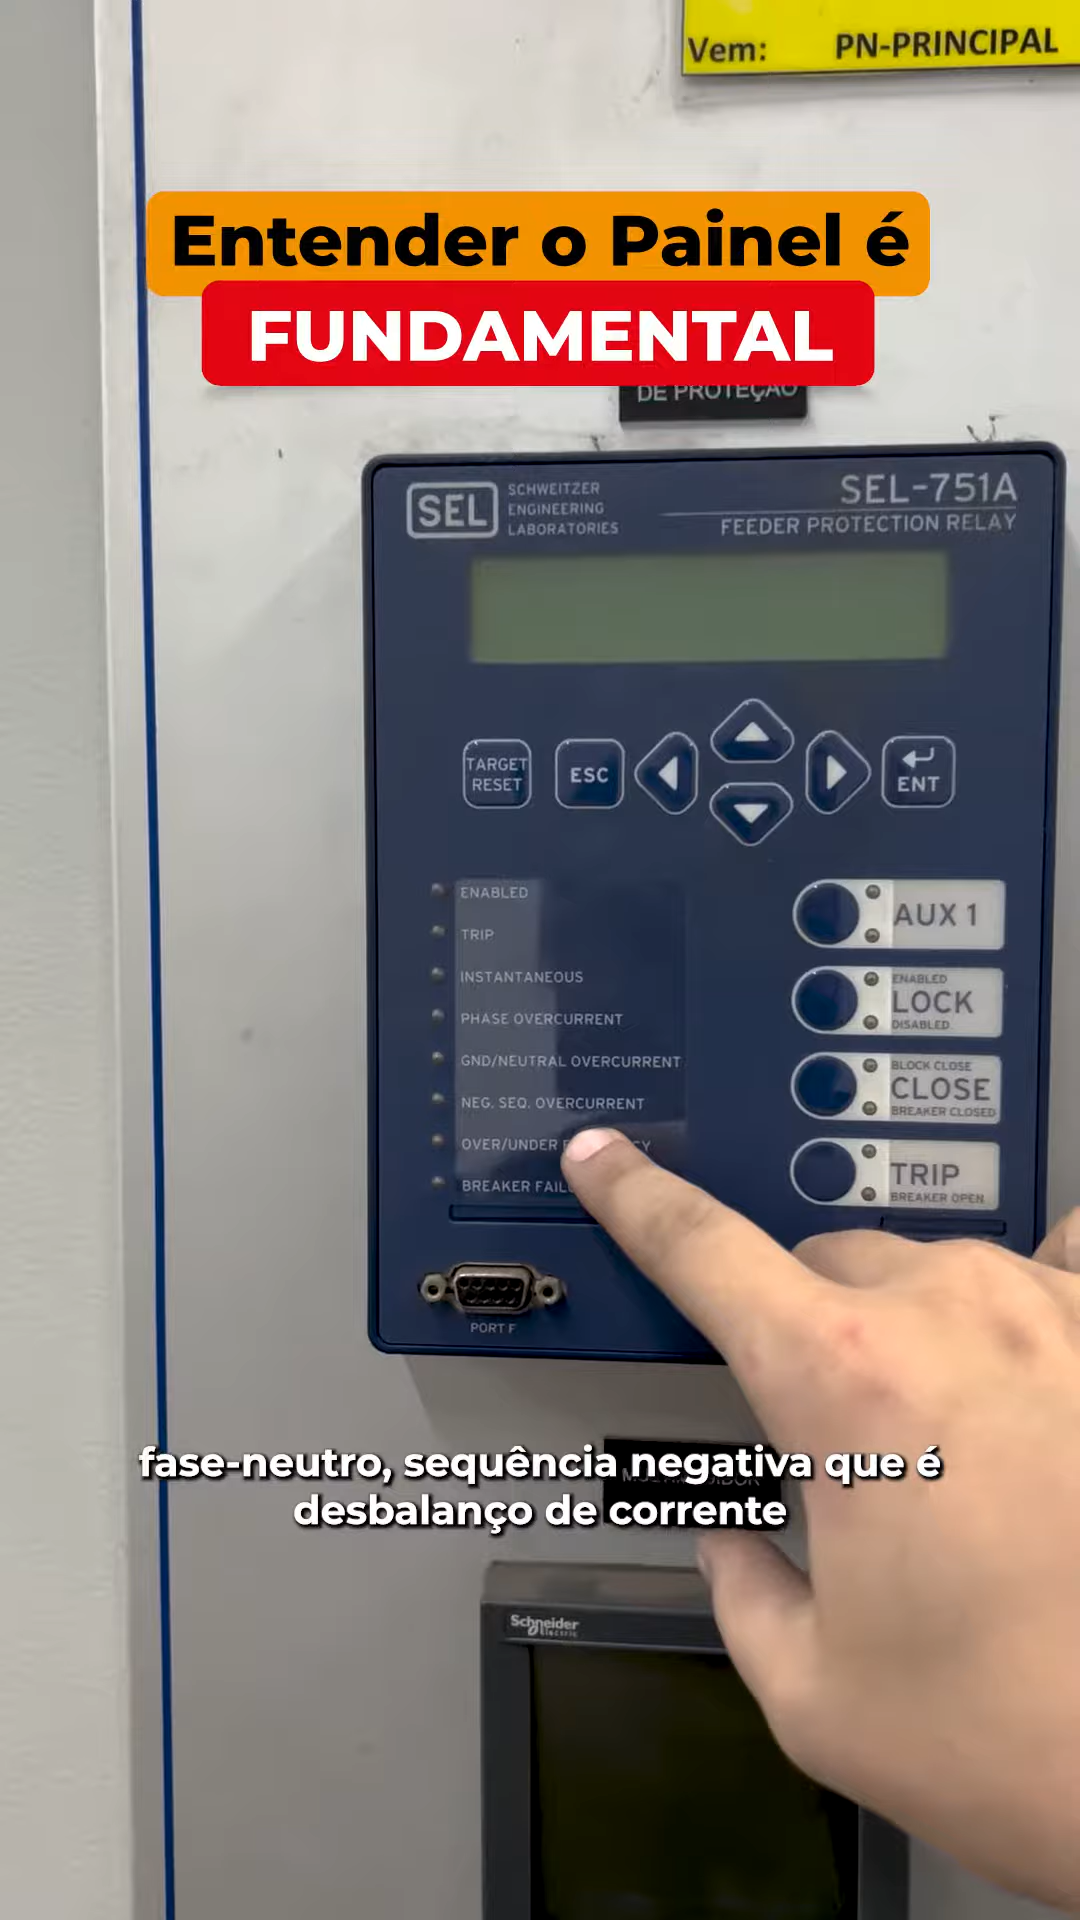 Vem: PN-PRINCIPAL
Entender o Painel é
FUNDAMENTAL
DE PROTEÇÃO
SEL
SCHWEITZER
ENGINEERING
LABORATORIES
SEL-751A
FEEDER PROTECTION RELAY
TARGET
RESET
ESC
ENT
ENABLED
TRIP
INSTANTANEOUS
PHASE OVERCURRENT
GND/NEUTRAL OVERCURRENT
NEG. SEQ. OVERCURRENT
OVER/UNDER
BREAKER
AUX 1
ENABLED
LOCK
DISABLED
BLOCK CLOSE
CLOSE
BREAKER CLOSED
TRIP
BREAKER OPEN
PORT F
fase-neutro, sequência negativa que é
desbalanço de corrente
Schneider
Electric